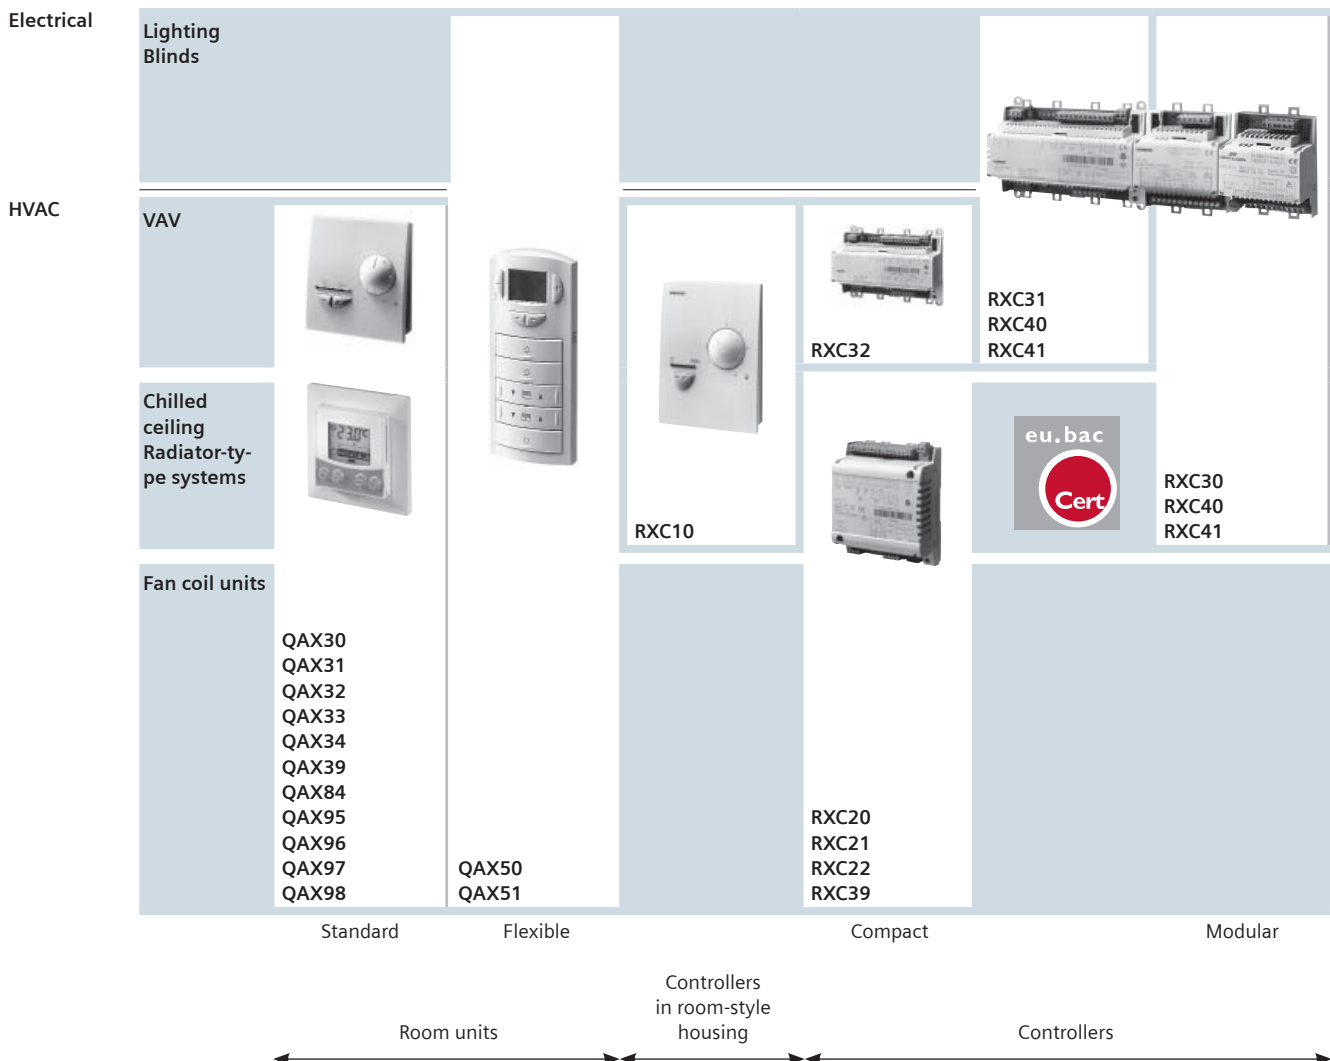 Electrical
Lighting
Blinds
HVAC
VAV
RXC32
RXC31
RXC40
RXC41
Chilled
ceiling
Radiator-ty-
pe systems
23.0°C
RXC10
eu.bac
Cert
RXC30
RXC40
RXC41
Fan coil units
QAX30
QAX31
QAX32
QAX33
QAX34
QAX39
QAX84
QAX95
QAX96
QAX97
QAX98
QAX50
QAX51
RXC20
RXC21
RXC22
RXC39
Standard
Flexible
Compact
Modular
Room units
Controllers
in room-style
housing
Controllers